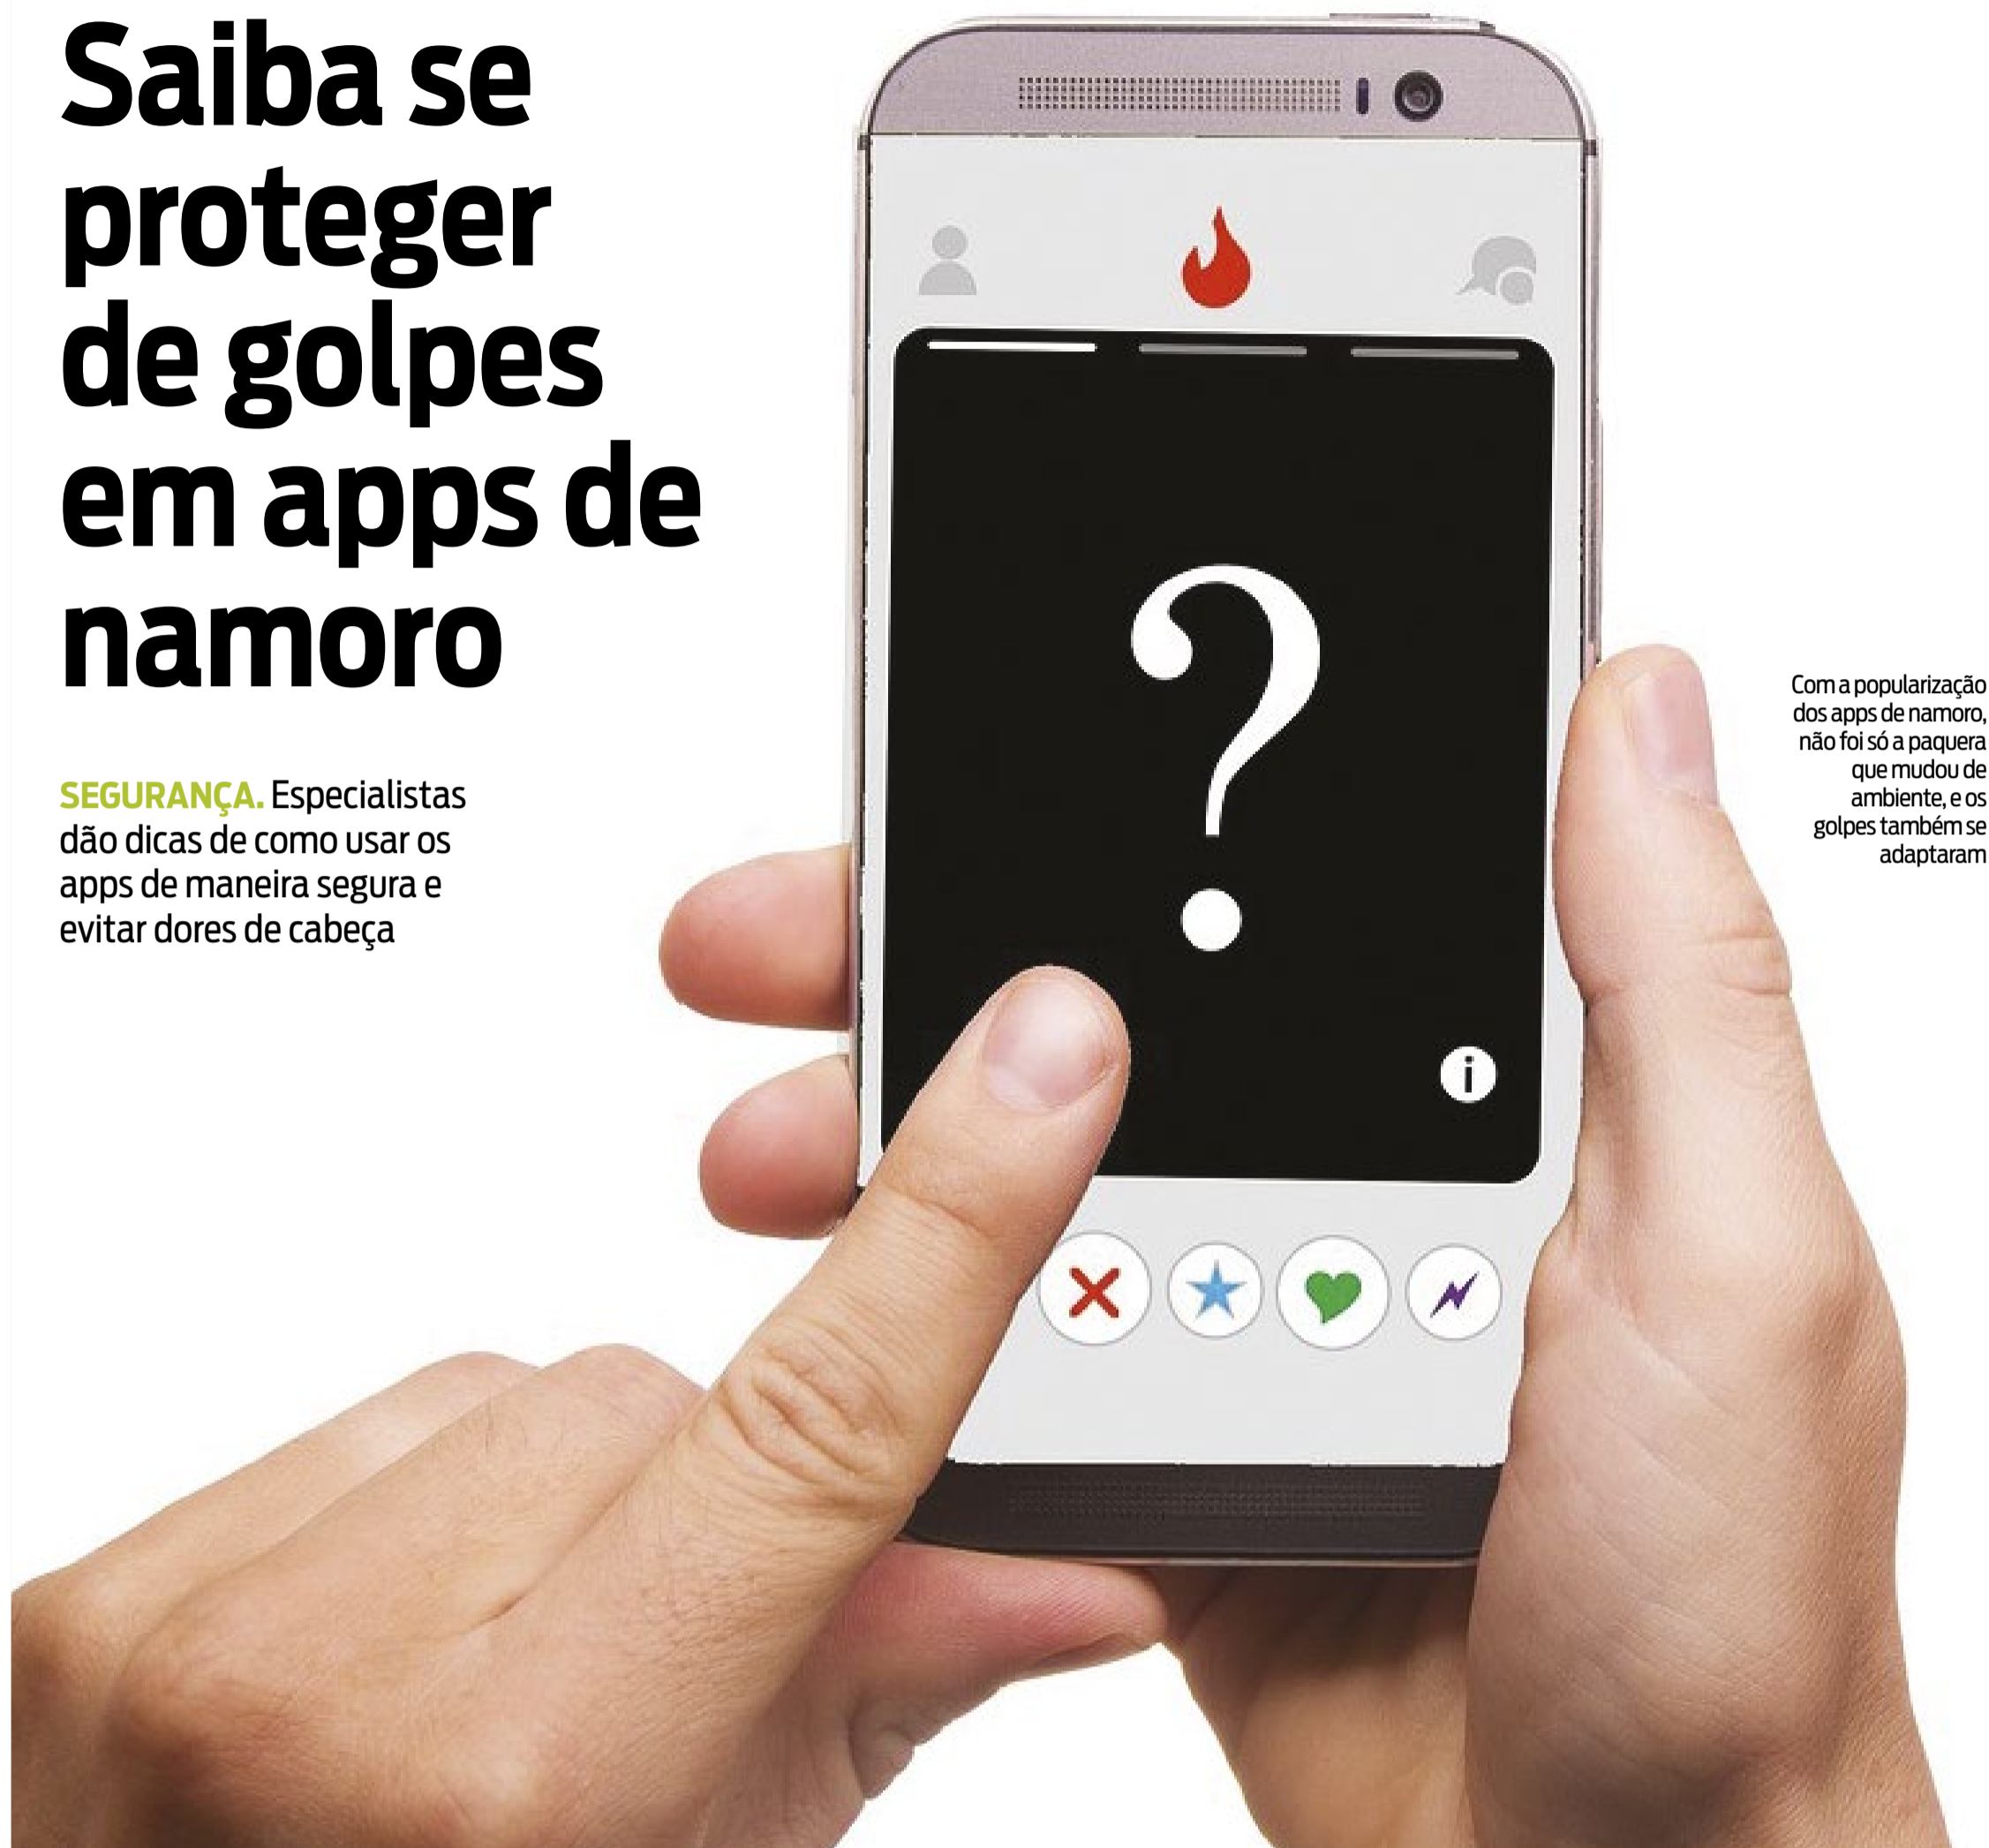 Saiba se
proteger
de golpes
em apps de
namoro
SEGURANÇA. Especialistas
dão dicas de como usar os
apps de maneira segura e
evitar dores de cabeça
?
i
Com a popularização
dos apps de namoro,
não foi só a paquera
que mudou de
ambiente, e os
golpes também se
adaptaram